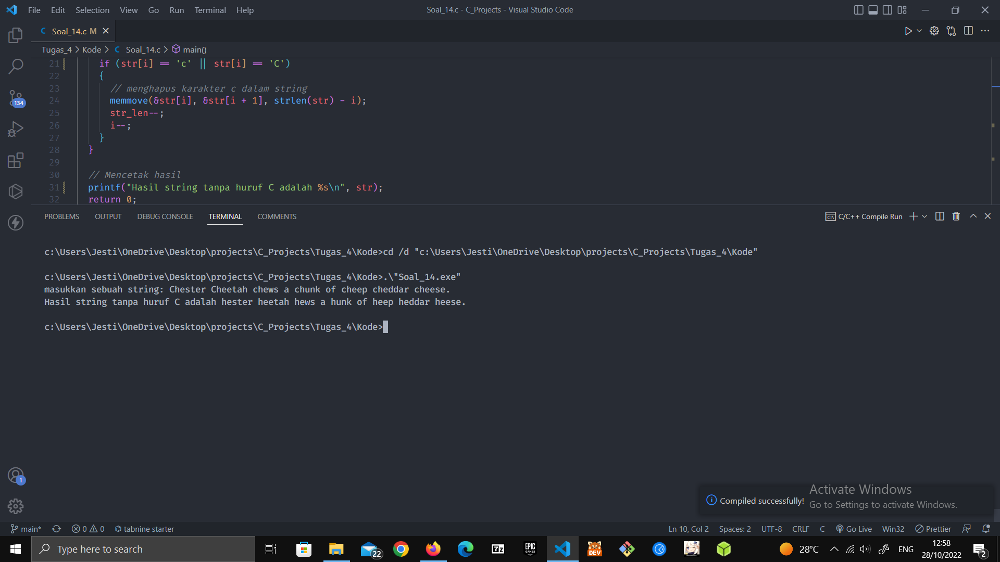 File Edit Selection View Go Run Terminal Help
Soal_14.c - C_Projects - Visual Studio Code
C Soal_14.c M
Tugas_4 > Kode > C Soal_14.c > main()
21 if (str[i] == 'c' || str[i] == 'C')
22 {
23 // menghapus karakter c dalam string
24 memmove(&str[i], &str[i + 1], strlen(str) - i);
25 str_len--;
26 i--;
27 }
28 }
29
30 // Mencetak hasil
31 printf("Hasil string tanpa huruf C adalah %s\n", str);
32 return 0;
134
PROBLEMS OUTPUT DEBUG CONSOLE TERMINAL COMMENTS
C/C++ Compile Run
c:\Users\Jesti\OneDrive\Desktop\projects\C_Projects\Tugas_4\Kode>cd /d "c:\Users\Jesti\OneDrive\Desktop\projects\C_Projects\Tugas_4\Kode"
c:\Users\Jesti\OneDrive\Desktop\projects\C_Projects\Tugas_4\Kode>.\"Soal_14.exe"
masukkan sebuah string: Chester Cheetah chews a chunk of cheep cheddar cheese.
Hasil string tanpa huruf C adalah hester heetah hews a hunk of heep heddar heese.
c:\Users\Jesti\OneDrive\Desktop\projects\C_Projects\Tugas_4\Kode>
1
Compiled successfully!
Activate Windows
Go to Settings to activate Windows.
main* 0 0 tabnine starter
Ln 10, Col 2 Spaces: 2 UTF-8 CRLF C Go Live Win32 Prettier
Type here to search
22
7z
EPIC GAMES
DEV
28°C
ENG
12:58
28/10/2022
2